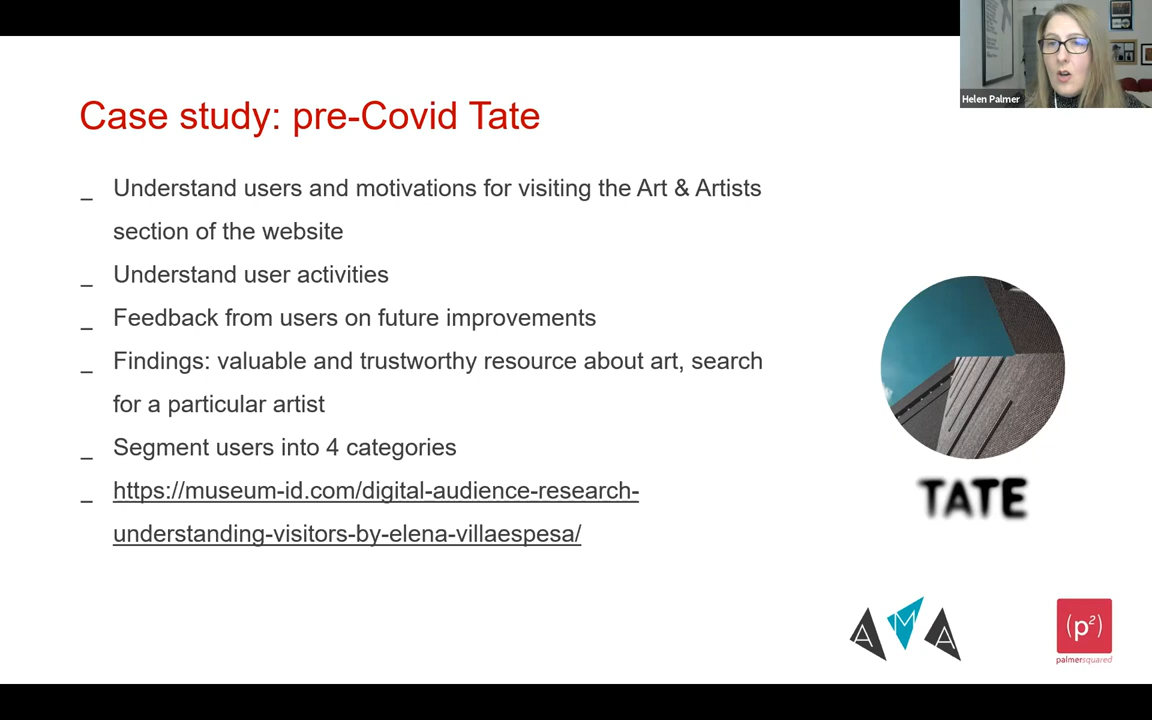 Helen Palmer
Case study: pre-Covid Tate
_ Understand users and motivations for visiting the Art & Artists
section of the website
_ Understand user activities
_ Feedback from users on future improvements
_ Findings: valuable and trustworthy resource about art, search
for a particular artist
_ Segment users into 4 categories
_ https://museum-id.com/digital-audience-research-
understanding-visitors-by-elena-villaespesa/
TATE
AMA
(p²)
palmersquared